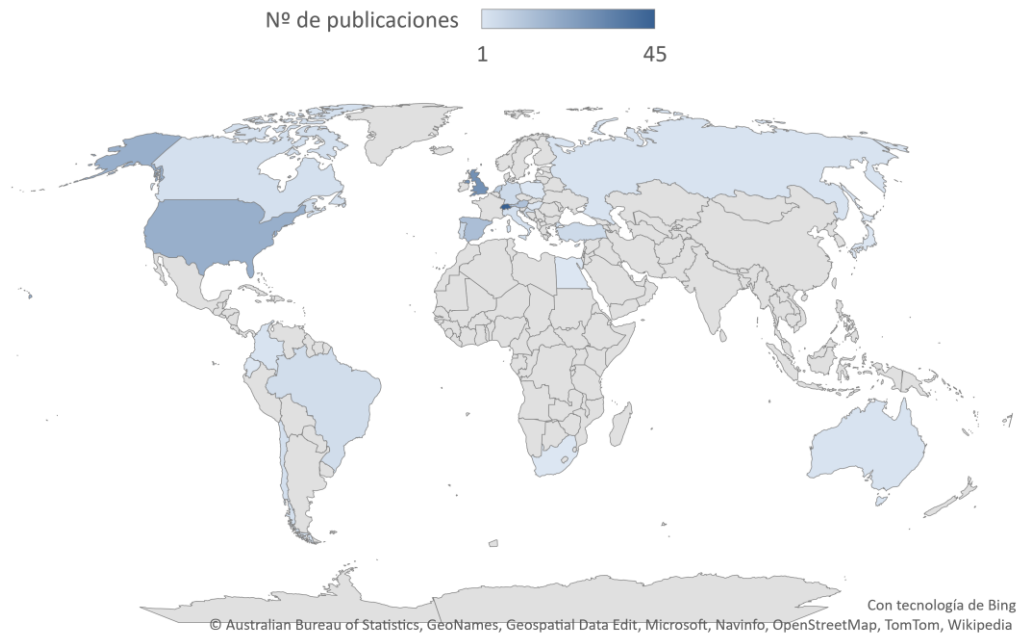 Nº de publicaciones
1 45
Con tecnología de Bing
© Australian Bureau of Statistics, GeoNames, Geospatial Data Edit, Microsoft, Navinfo, OpenStreetMap, TomTom, Wikipedia